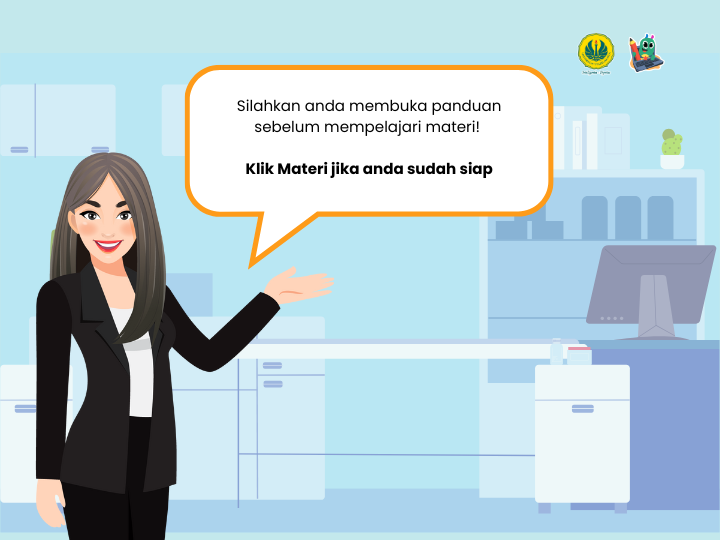 Silahkan anda membuka panduan
sebelum mempelajari materi!
Klik Materi jika anda sudah siap